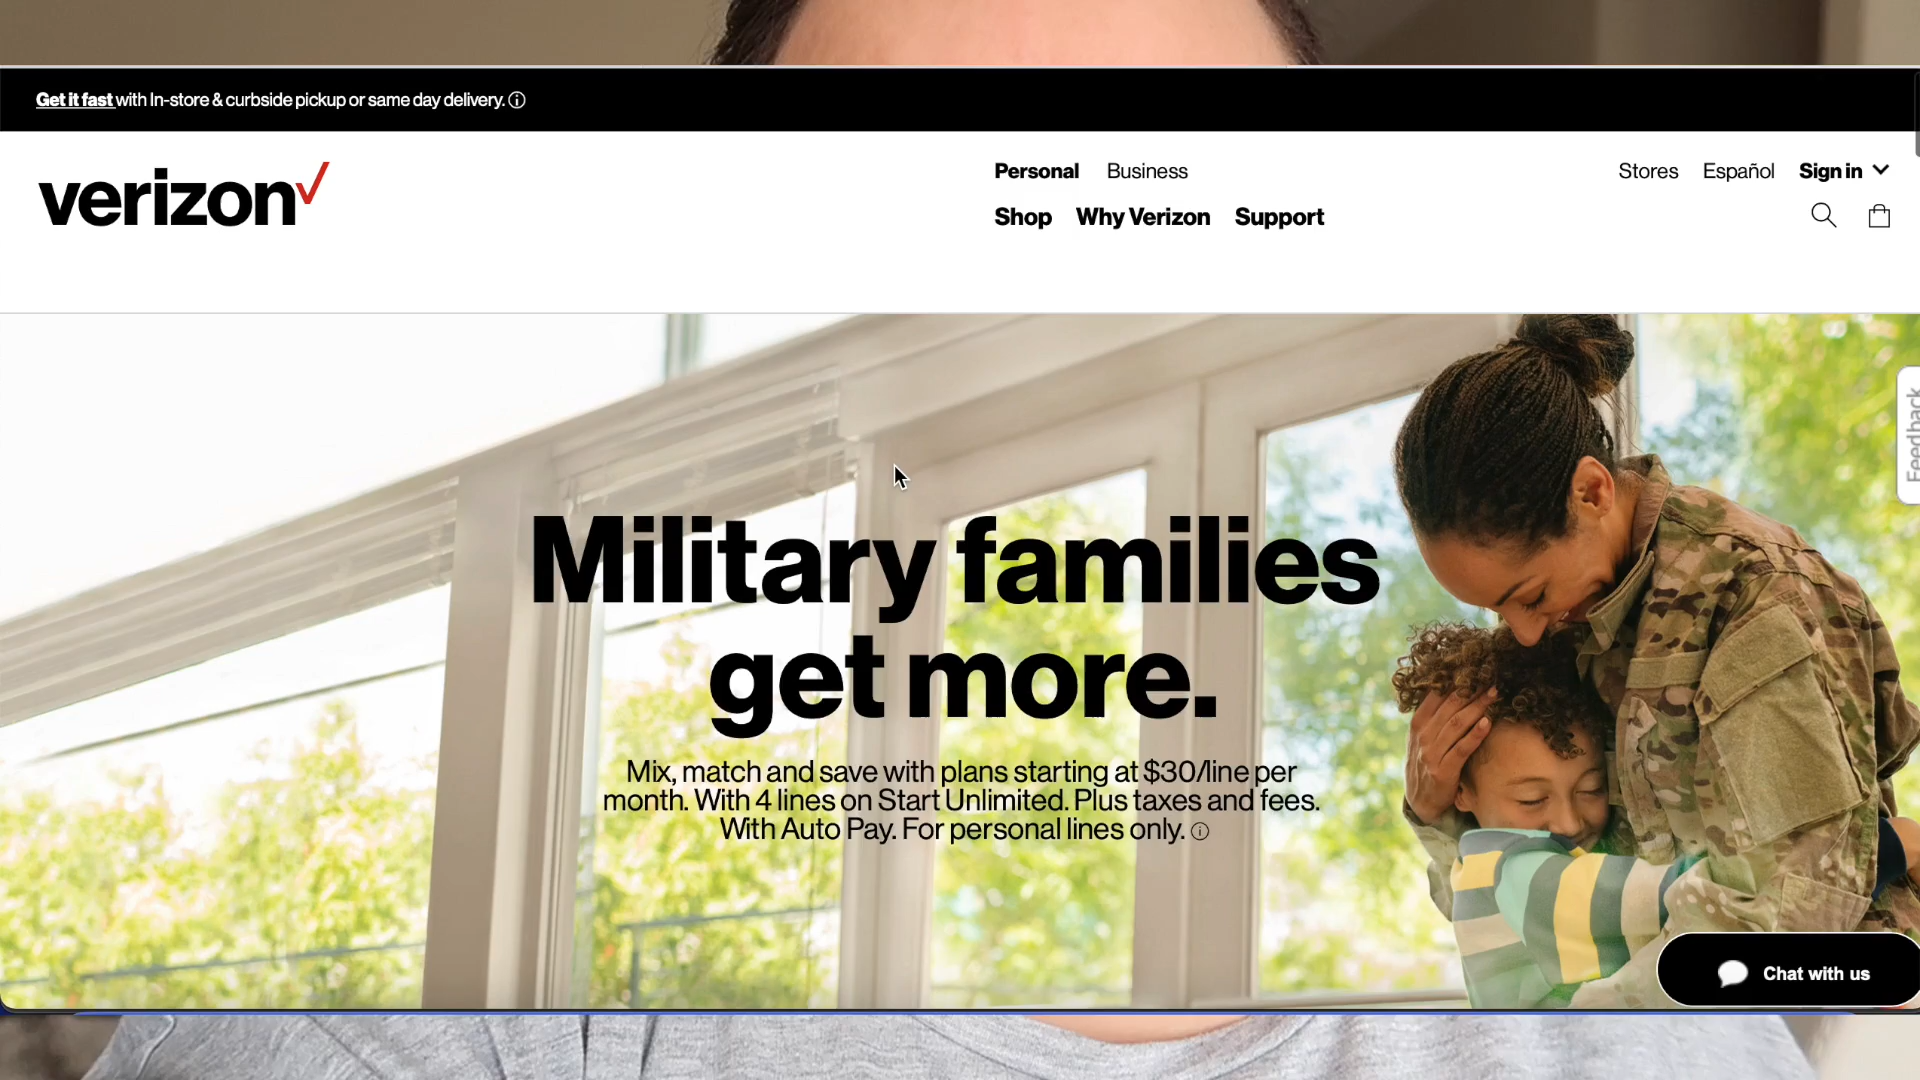 Get it fast with In-store & curbside pickup or same day delivery.
verizon
Personal Business
Stores Español Sign in
Shop Why Verizon Support
Feedback
Military families
get more.
Mix, match and save with plans starting at $30/line per
month. With 4 lines on Start Unlimited. Plus taxes and fees.
With Auto Pay. For personal lines only.
Chat with us